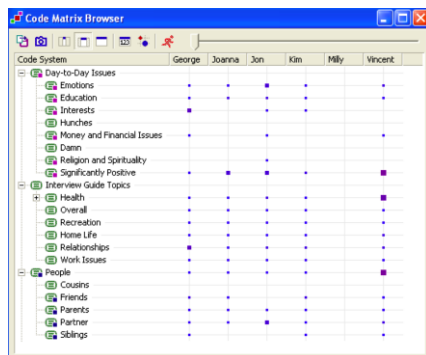 Code Matrix Browser
Code System George Joanna Jon Kim Milly Vincent
Day-to-Day Issues
Emotions
Education
Interests
Hunches
Money and Financial Issues
Damn
Religion and Spirituality
Significantly Positive
Interview Guide Topics
Health
Overall
Recreation
Home Life
Relationships
Work Issues
People
Cousins
Friends
Parents
Partner
Siblings